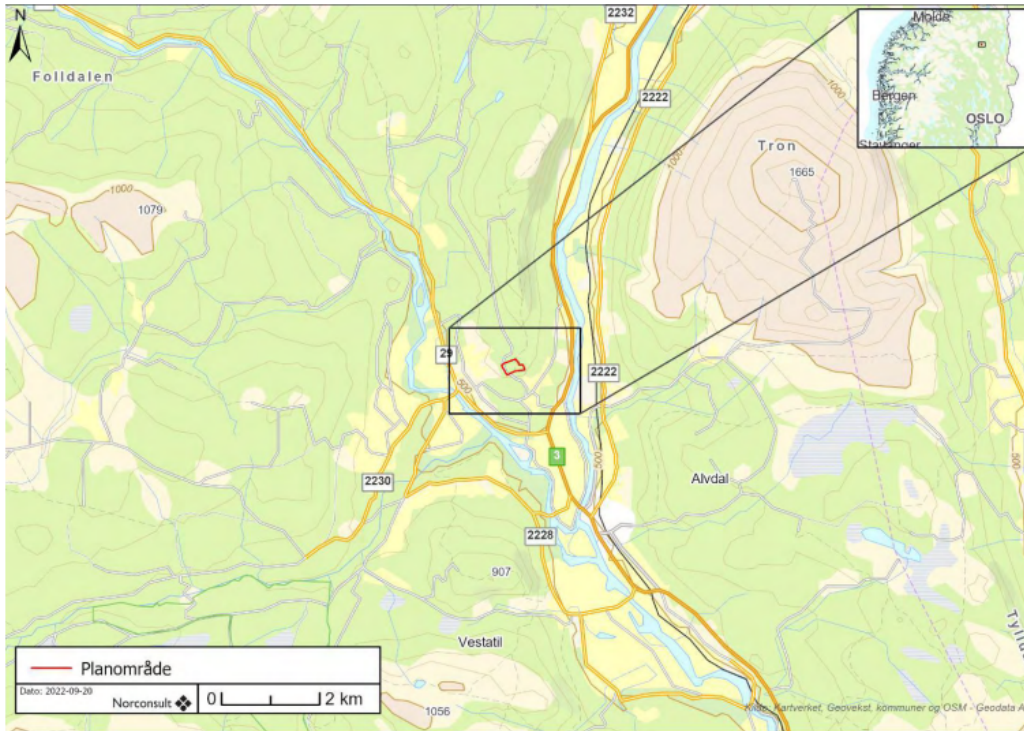 N
Folldalen
2232
2222
1000
1000
Tron
1665
Molde
Bergen
OSLO
Stavanger
1000
1079
29
500
2222
3
500
Alvdal
2230
2228
907
Vestatil
1056
500
Planområde
Dato: 2022-09-20
Norconsult
0 2 km
Kilde: Kartverket, Geovekst, kommuner og OSM - Geodata A